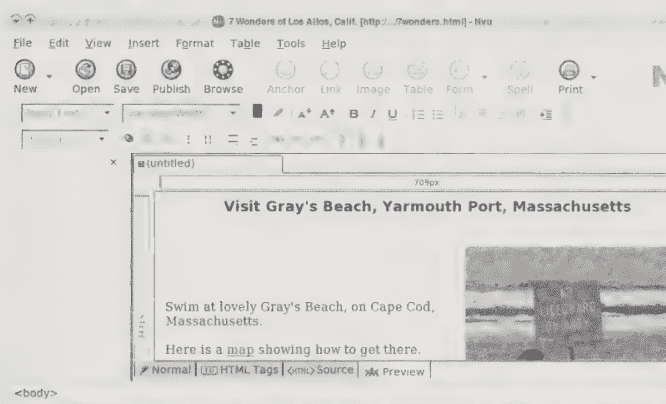 7 Wonders of Los Altos, Calif. [http:/.../7wonders.html] - Nvu
File Edit View Insert Format Table Tools Help
New Open Save Publish Browse Anchor Link Image Table Form Spell Print
B I U
(untitled)
709px
Visit Gray's Beach, Yarmouth Port, Massachusetts
Swim at lovely Gray's Beach, on Cape Cod,
Massachusetts.
Here is a map showing how to get there.
Normal HTML Tags <HTML> Source Preview
<body>